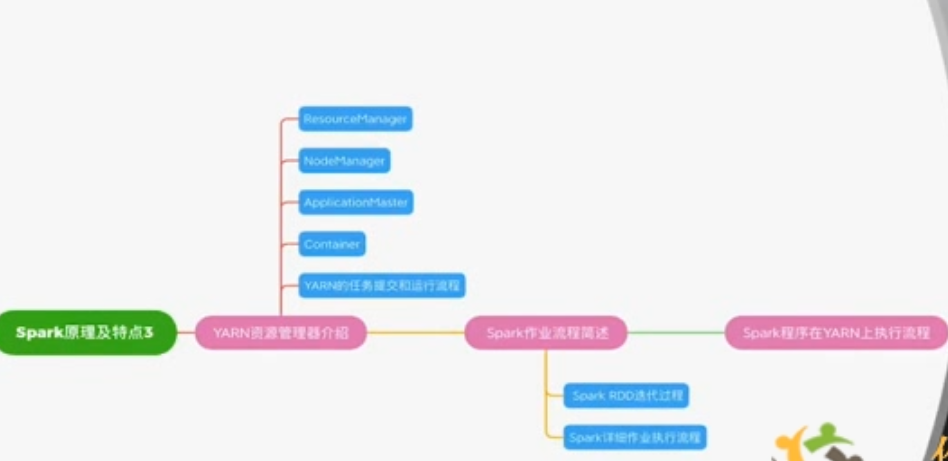 ResourceManager
NodeManager
ApplicationMaster
Container
YARN的任务提交和运行流程
Spark原理及特点3
YARN资源管理器介绍
Spark作业流程简述
Spark程序在YARN上执行流程
Spark RDD迭代过程
Spark详细作业执行流程